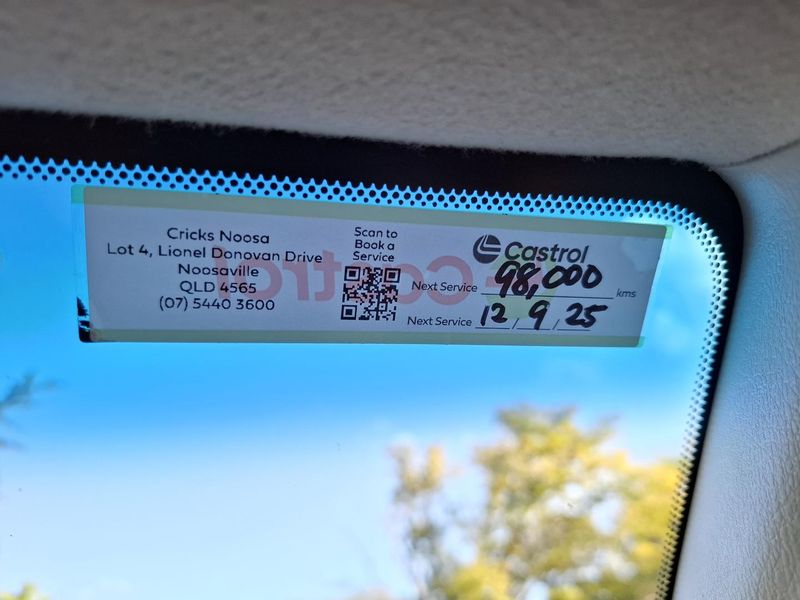 Cricks Noosa
Lot 4, Lionel Donovan Drive
Noosaville
QLD 4565
(07) 5440 3600
Scan to
Book a
Service
Castrol
Next Service 98,000 kms
Next Service 12/9/25
Castrol